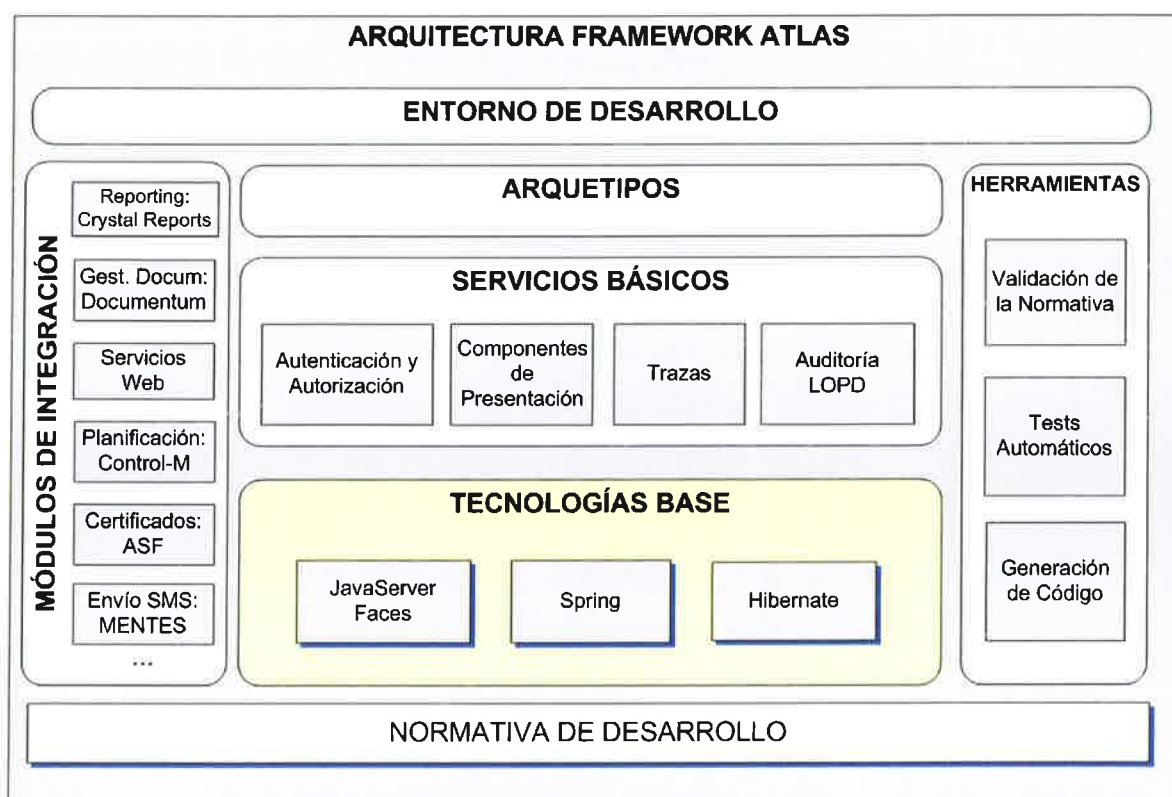 ARQUITECTURA FRAMEWORK ATLAS
ENTORNO DE DESARROLLO
MÓDULOS DE INTEGRACIÓN
Reporting:
Crystal Reports
Gest. Docum:
Documentum
Servicios
Web
Planificación:
Control-M
Certificados:
ASF
Envío SMS:
MENTES
...
ARQUETIPOS
SERVICIOS BÁSICOS
Autenticación y
Autorización
Componentes
de
Presentación
Trazas
Auditoría
LOPD
TECNOLOGÍAS BASE
JavaServer
Faces
Spring
Hibernate
HERRAMIENTAS
Validación de
la Normativa
Tests
Automáticos
Generación
de Código
NORMATIVA DE DESARROLLO